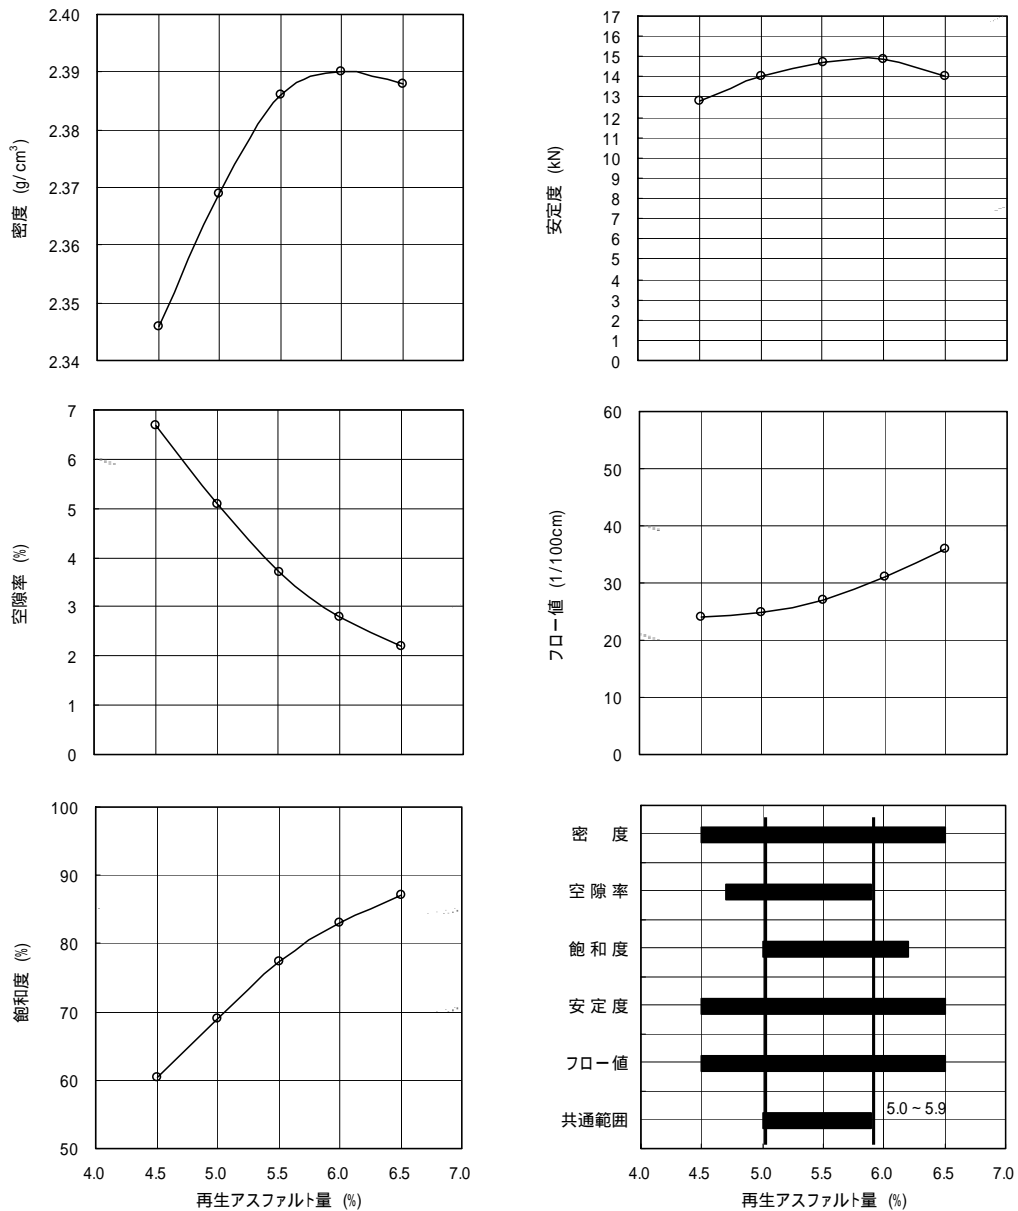 2.40
2.39
2.38
2.37
2.36
2.35
2.34
密度 (g/cm³)
17
16
15
14
13
12
11
10
9
8
7
6
5
4
3
2
1
0
安定度 (kN)
7
6
5
4
3
2
1
0
空隙率 (%)
60
50
40
30
20
10
0
フロー値 (1/100cm)
100
90
80
70
60
50
飽和度 (%)
4.0 4.5 5.0 5.5 6.0 6.5 7.0
再生アスファルト量 (%)
密 度
空隙率
飽和度
安定度
フロー値
共通範囲
5.0 ~ 5.9
4.0 4.5 5.0 5.5 6.0 6.5 7.0
再生アスファルト量 (%)